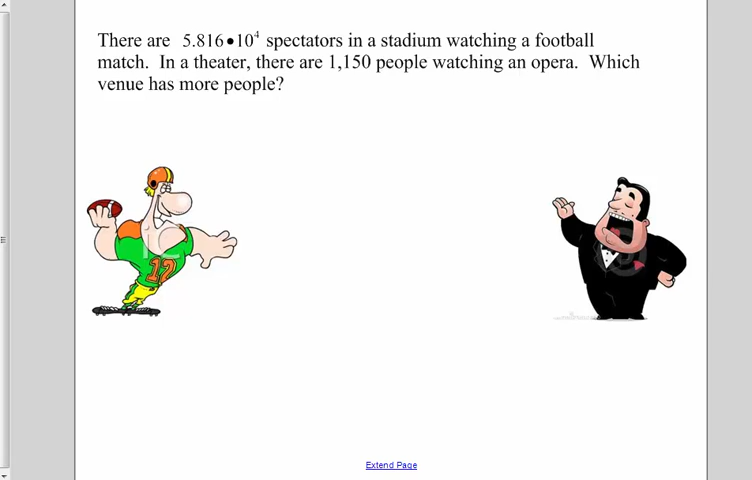 There are 5.816•10⁴ spectators in a stadium watching a football
match. In a theater, there are 1,150 people watching an opera. Which
venue has more people?
12
Extend Page